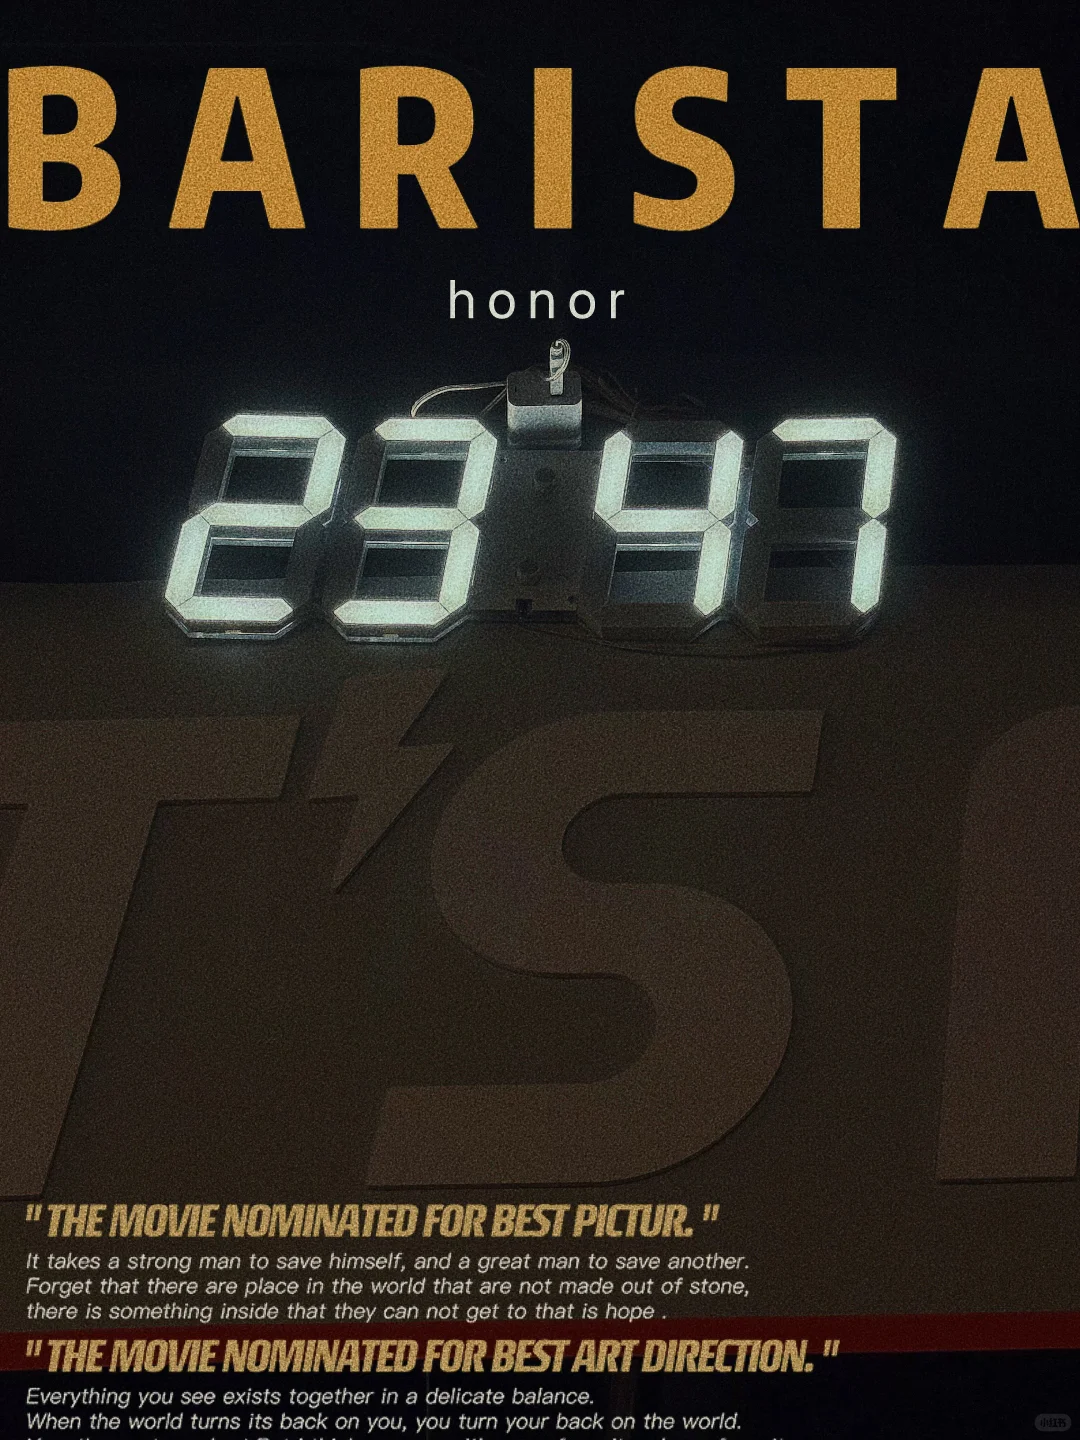 BARISTA
honor
23 47
T'S
"THE MOVIE NOMINATED FOR BEST PICTUR."
It takes a strong man to save himself, and a great man to save another.
Forget that there are place in the world that are not made out of stone,
there is something inside that they can not get to that is hope .
"THE MOVIE NOMINATED FOR BEST ART DIRECTION."
Everything you see exists together in a delicate balance.
When the world turns its back on you, you turn your back on the world.